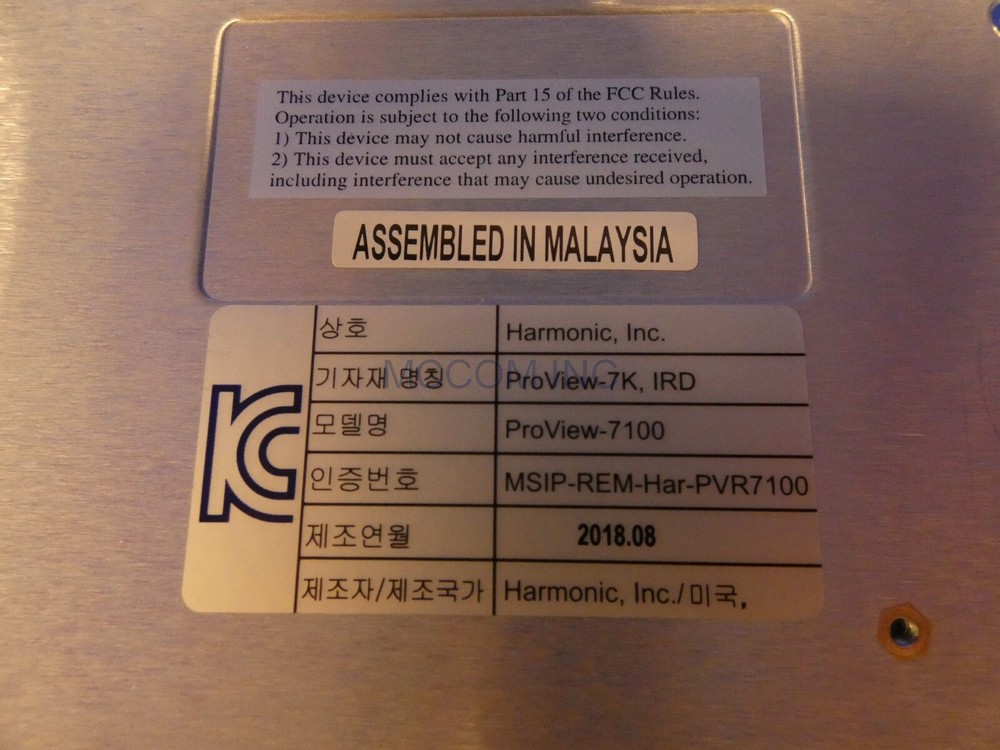 This device complies with Part 15 of the FCC Rules.
Operation is subject to the following two conditions:
1) This device may not cause harmful interference.
2) This device must accept any interference received,
including interference that may cause undesired operation.
ASSEMBLED IN MALAYSIA
상호 Harmonic, Inc.
MOCOM INC
기자재 명칭 ProView-7K, IRD
모델명 ProView-7100
인증번호 MSIP-REM-Har-PVR7100
제조연월 2018.08
제조자/제조국가 Harmonic, Inc./미국,